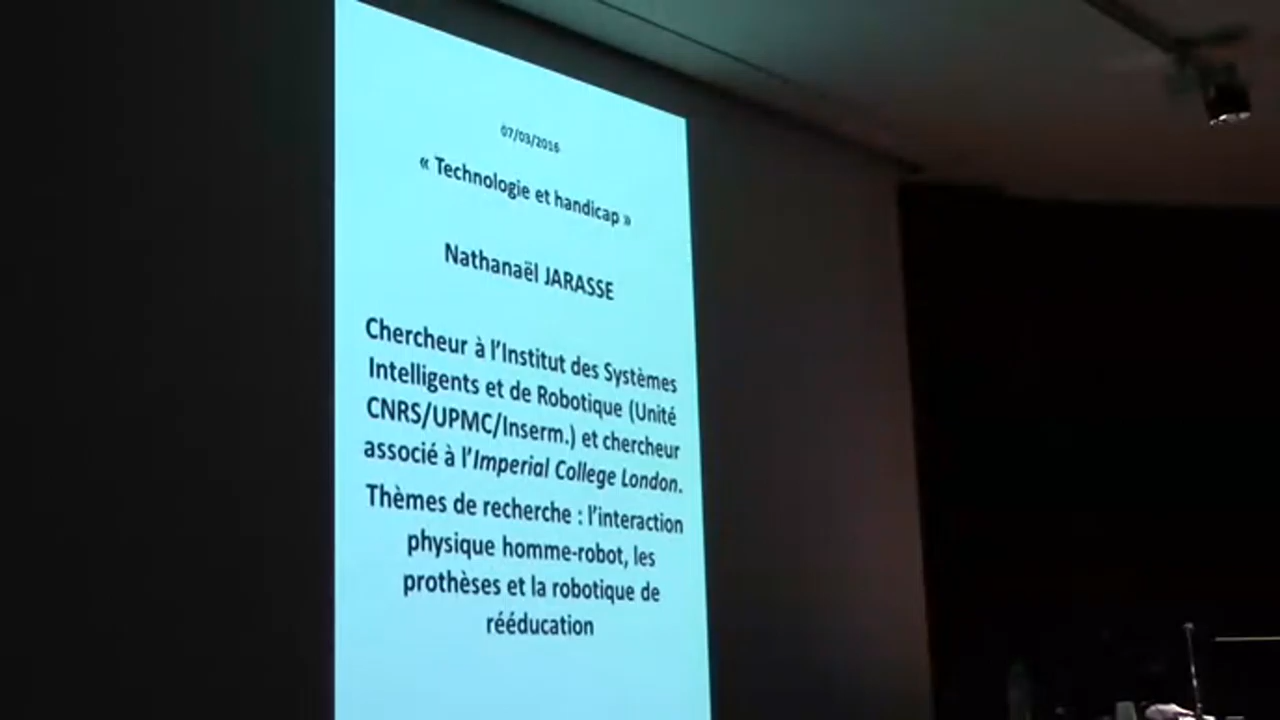 07/03/2016
« Technologie et handicap »
Nathanaël JARASSE
Chercheur à l'Institut des Systèmes
Intelligents et de Robotique (Unité
CNRS/UPMC/Inserm.) et chercheur
associé à l'Imperial College London.
Thèmes de recherche : l'interaction
physique homme-robot, les
prothèses et la robotique de
rééducation